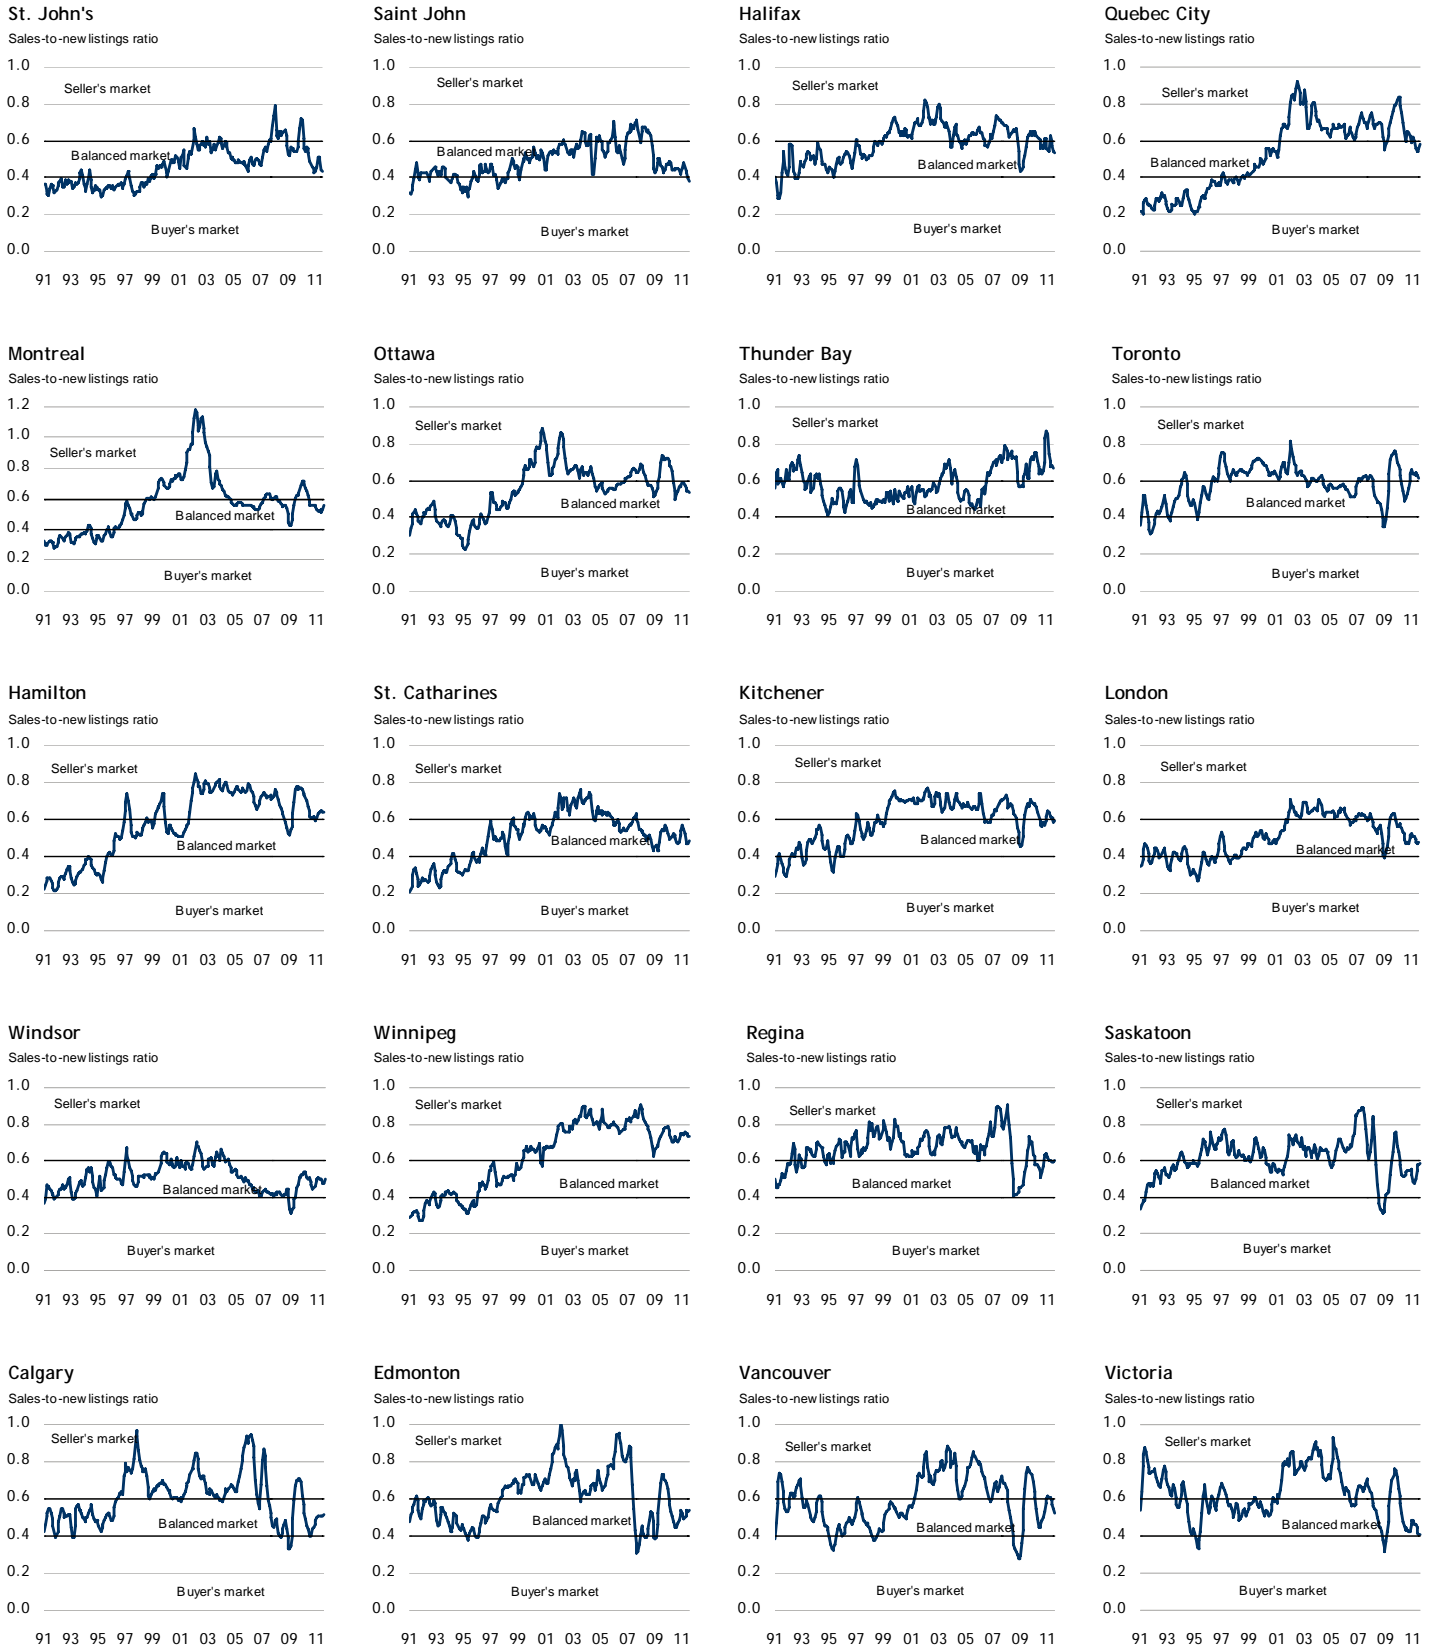 St. John's
Sales-to-new listings ratio
1.0
Seller's market
0.8
0.6
Balanced market
0.4
0.2
Buyer's market
0.0
91 93 95 97 99 01 03 05 07 09 11
Saint John
Sales-to-new listings ratio
1.0
Seller's market
0.8
0.6
Balanced market
0.4
0.2
Buyer's market
0.0
91 93 95 97 99 01 03 05 07 09 11
Halifax
Sales-to-new listings ratio
1.0
Seller's market
0.8
0.6
Balanced market
0.4
0.2
Buyer's market
0.0
91 93 95 97 99 01 03 05 07 09 11
Quebec City
Sales-to-new listings ratio
1.0
Seller's market
0.8
0.6
Balanced market
0.4
0.2
Buyer's market
0.0
91 93 95 97 99 01 03 05 07 09 11
Montreal
Sales-to-new listings ratio
1.2
1.0
Seller's market
0.8
0.6
Balanced market
0.4
0.2
Buyer's market
0.0
91 93 95 97 99 01 03 05 07 09 11
Ottawa
Sales-to-new listings ratio
1.0
Seller's market
0.8
0.6
Balanced market
0.4
0.2
Buyer's market
0.0
91 93 95 97 99 01 03 05 07 09 11
Thunder Bay
Sales-to-new listings ratio
1.0
Seller's market
0.8
0.6
Balanced market
0.4
0.2
Buyer's market
0.0
91 93 95 97 99 01 03 05 07 09 11
Toronto
Sales-to-new listings ratio
1.0
Seller's market
0.8
0.6
Balanced market
0.4
0.2
Buyer's market
0.0
91 93 95 97 99 01 03 05 07 09 11
Hamilton
Sales-to-new listings ratio
1.0
Seller's market
0.8
0.6
Balanced market
0.4
0.2
Buyer's market
0.0
91 93 95 97 99 01 03 05 07 09 11
St. Catharines
Sales-to-new listings ratio
1.0
Seller's market
0.8
0.6
Balanced market
0.4
0.2
Buyer's market
0.0
91 93 95 97 99 01 03 05 07 09 11
Kitchener
Sales-to-new listings ratio
1.0
Seller's market
0.8
0.6
Balanced market
0.4
0.2
Buyer's market
0.0
91 93 95 97 99 01 03 05 07 09 11
London
Sales-to-new listings ratio
1.0
Seller's market
0.8
0.6
Balanced market
0.4
0.2
Buyer's market
0.0
91 93 95 97 99 01 03 05 07 09 11
Windsor
Sales-to-new listings ratio
1.0
Seller's market
0.8
0.6
Balanced market
0.4
0.2
Buyer's market
0.0
91 93 95 97 99 01 03 05 07 09 11
Winnipeg
Sales-to-new listings ratio
1.0
Seller's market
0.8
0.6
Balanced market
0.4
0.2
Buyer's market
0.0
91 93 95 97 99 01 03 05 07 09 11
Regina
Sales-to-new listings ratio
1.0
Seller's market
0.8
0.6
Balanced market
0.4
0.2
Buyer's market
0.0
91 93 95 97 99 01 03 05 07 09 11
Saskatoon
Sales-to-new listings ratio
1.0
Seller's market
0.8
0.6
Balanced market
0.4
0.2
Buyer's market
0.0
91 93 95 97 99 01 03 05 07 09 11
Calgary
Sales-to-new listings ratio
1.0
Seller's market
0.8
0.6
Balanced market
0.4
0.2
Buyer's market
0.0
91 93 95 97 99 01 03 05 07 09 11
Edmonton
Sales-to-new listings ratio
1.0
Seller's market
0.8
0.6
Balanced market
0.4
0.2
Buyer's market
0.0
91 93 95 97 99 01 03 05 07 09 11
Vancouver
Sales-to-new listings ratio
1.0
Seller's market
0.8
0.6
Balanced market
0.4
0.2
Buyer's market
0.0
91 93 95 97 99 01 03 05 07 09 11
Victoria
Sales-to-new listings ratio
1.0
Seller's market
0.8
0.6
Balanced market
0.4
0.2
Buyer's market
0.0
91 93 95 97 99 01 03 05 07 09 11